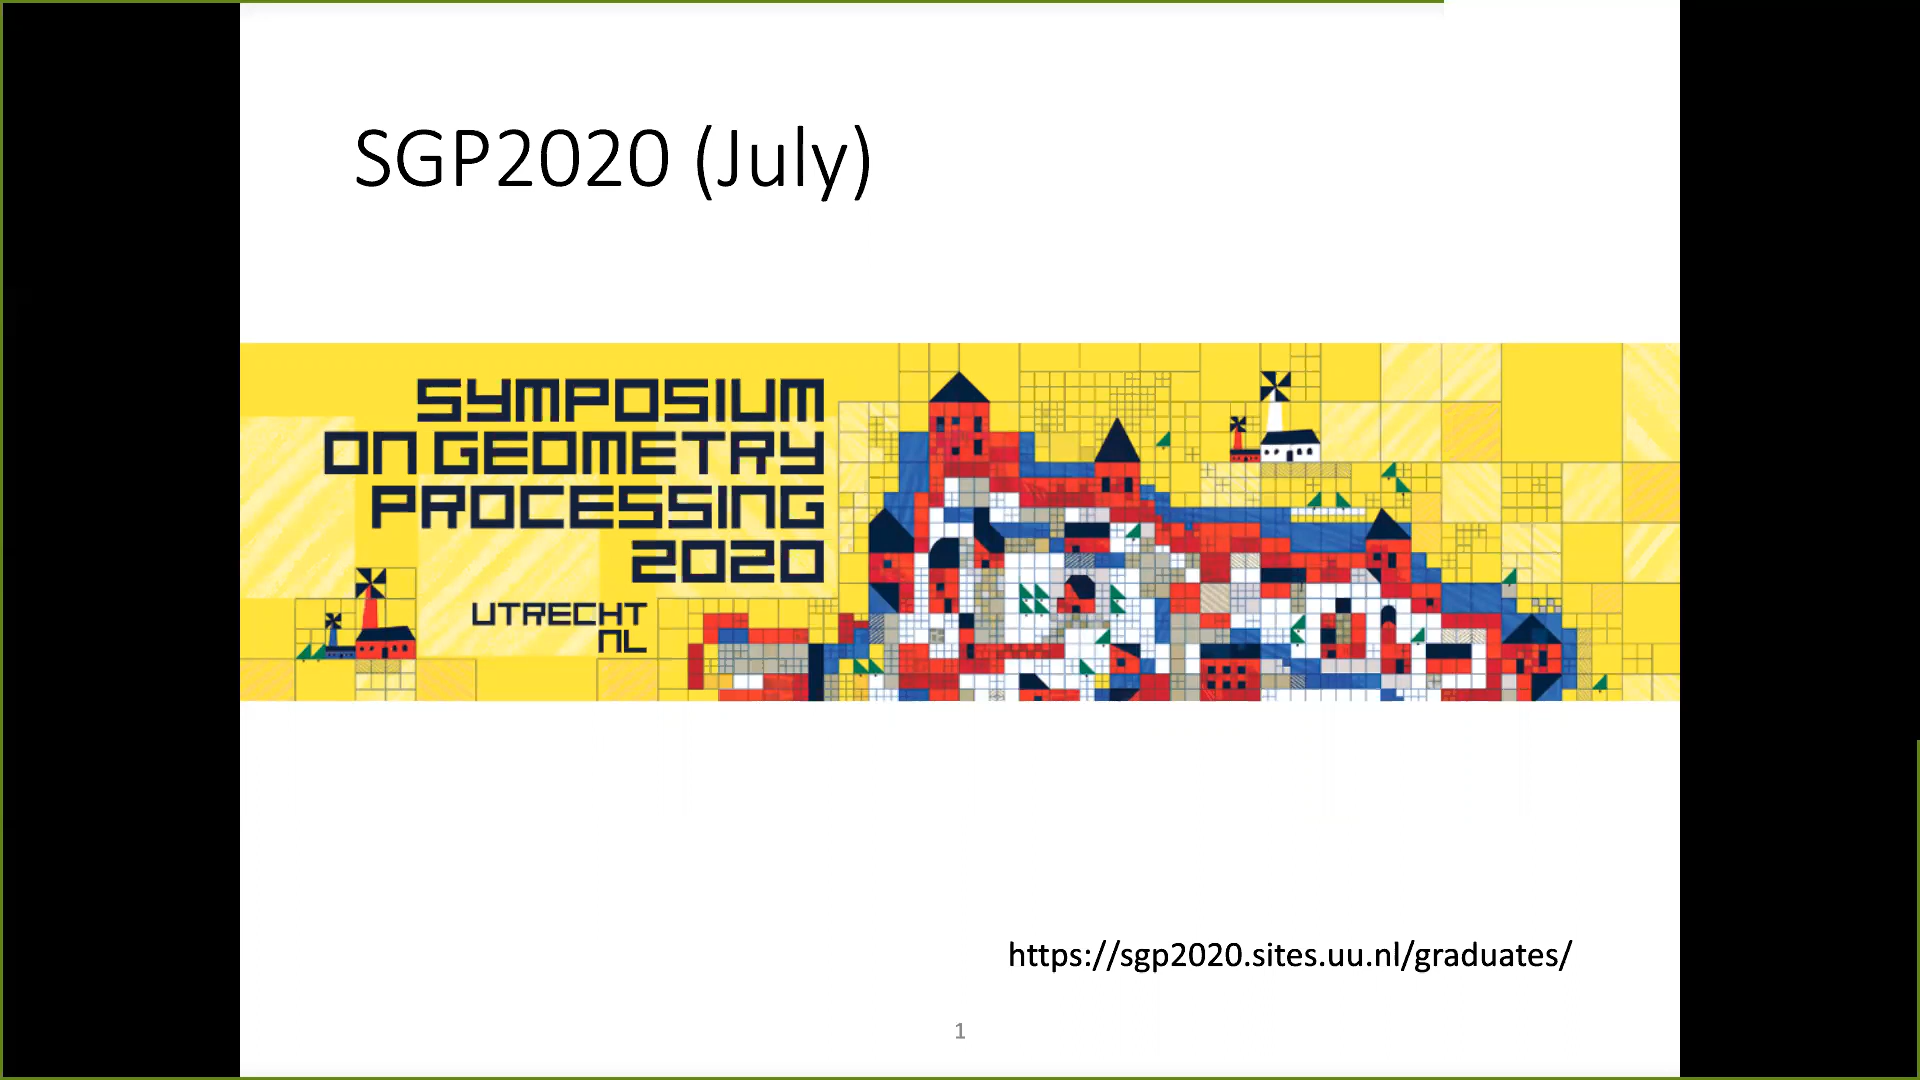 SGP2020 (July)
SYMPOSIUM
ON GEOMETRY
PROCESSING
2020
UTRECHT
NL
https://sgp2020.sites.uu.nl/graduates/
1